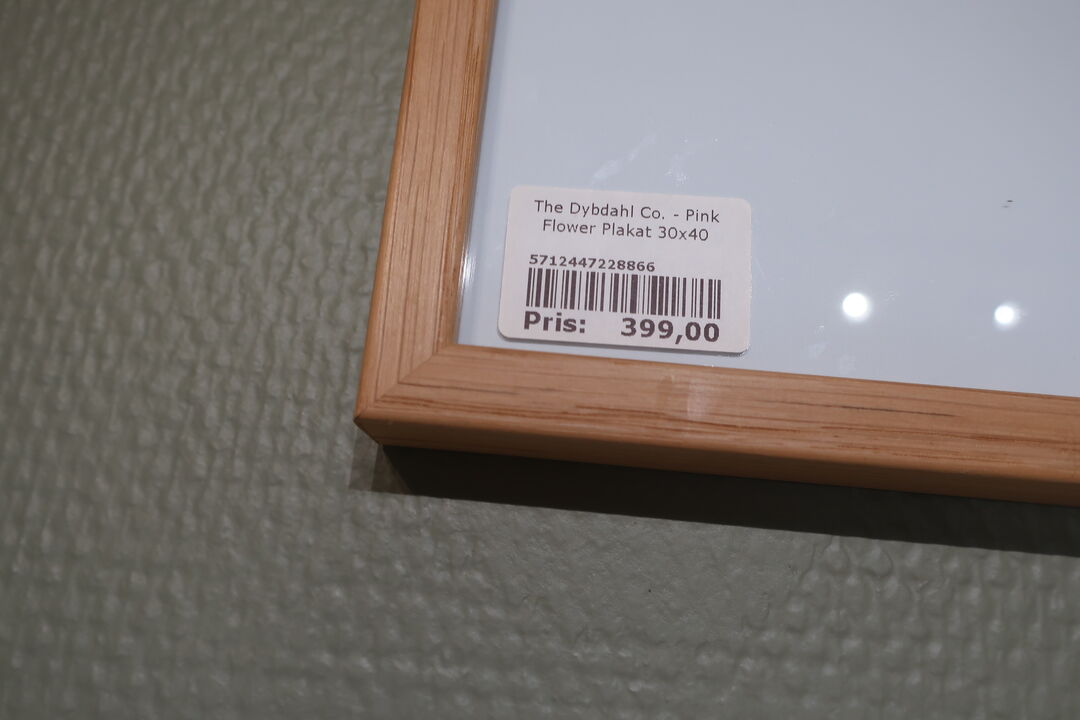 The Dybdahl Co. - Pink
Flower Plakat 30x40
5712447228866
Pris: 399,00